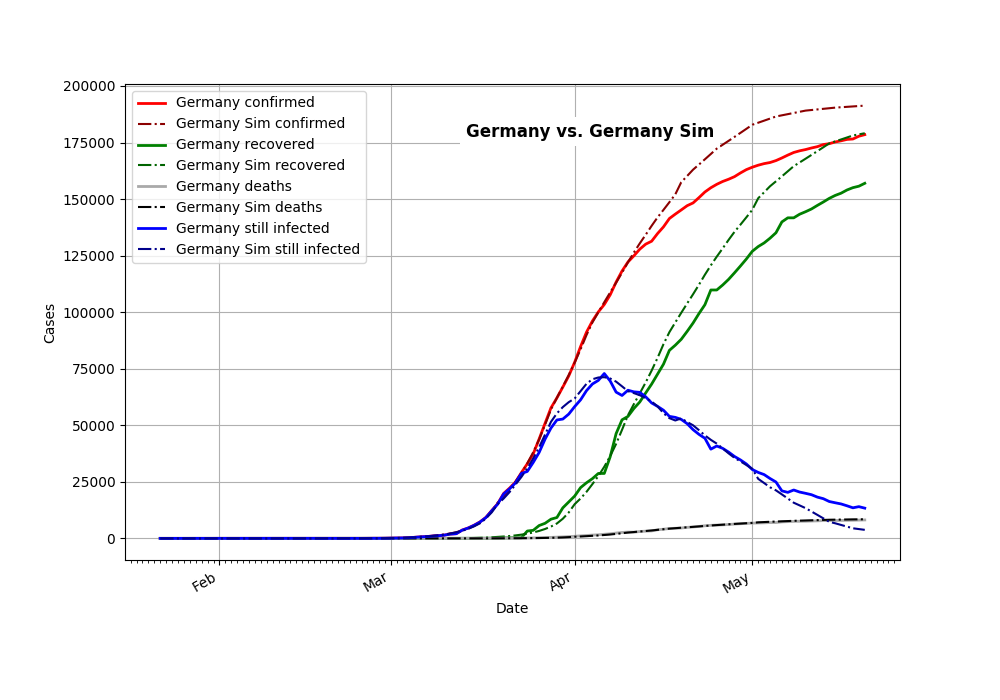 Germany vs. Germany Sim
Germany confirmed
Germany Sim confirmed
Germany recovered
Germany Sim recovered
Germany deaths
Germany Sim deaths
Germany still infected
Germany Sim still infected
Cases
200000
175000
150000
125000
100000
75000
50000
25000
0
Feb
Mar
Apr
May
Date